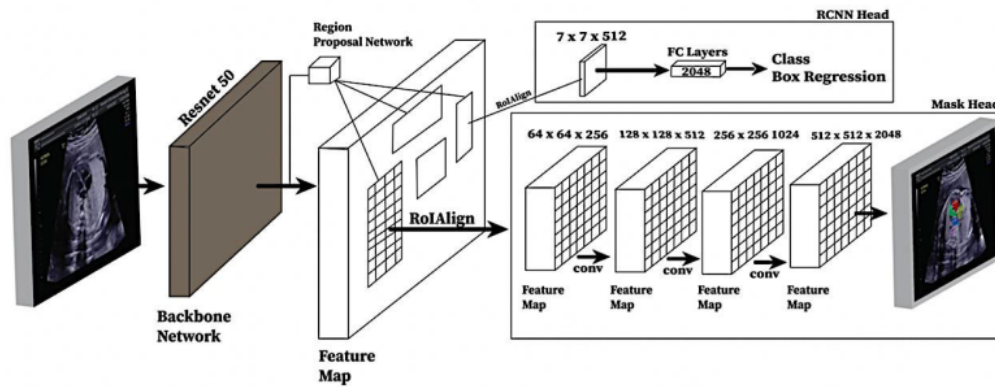 Resnet 50
Backbone
Network
Region
Proposal Network
Feature
Map
RoIAlign
RoIAlign
RCNN Head
7 x 7 x 512
FC Layers
2048
Class
Box Regression
Mask Head
64 x 64 x 256
128 x 128 x 512
256 x 256 1024
512 x 512 x 2048
conv
conv
conv
Feature
Map
Feature
Map
Feature
Map
Feature
Map